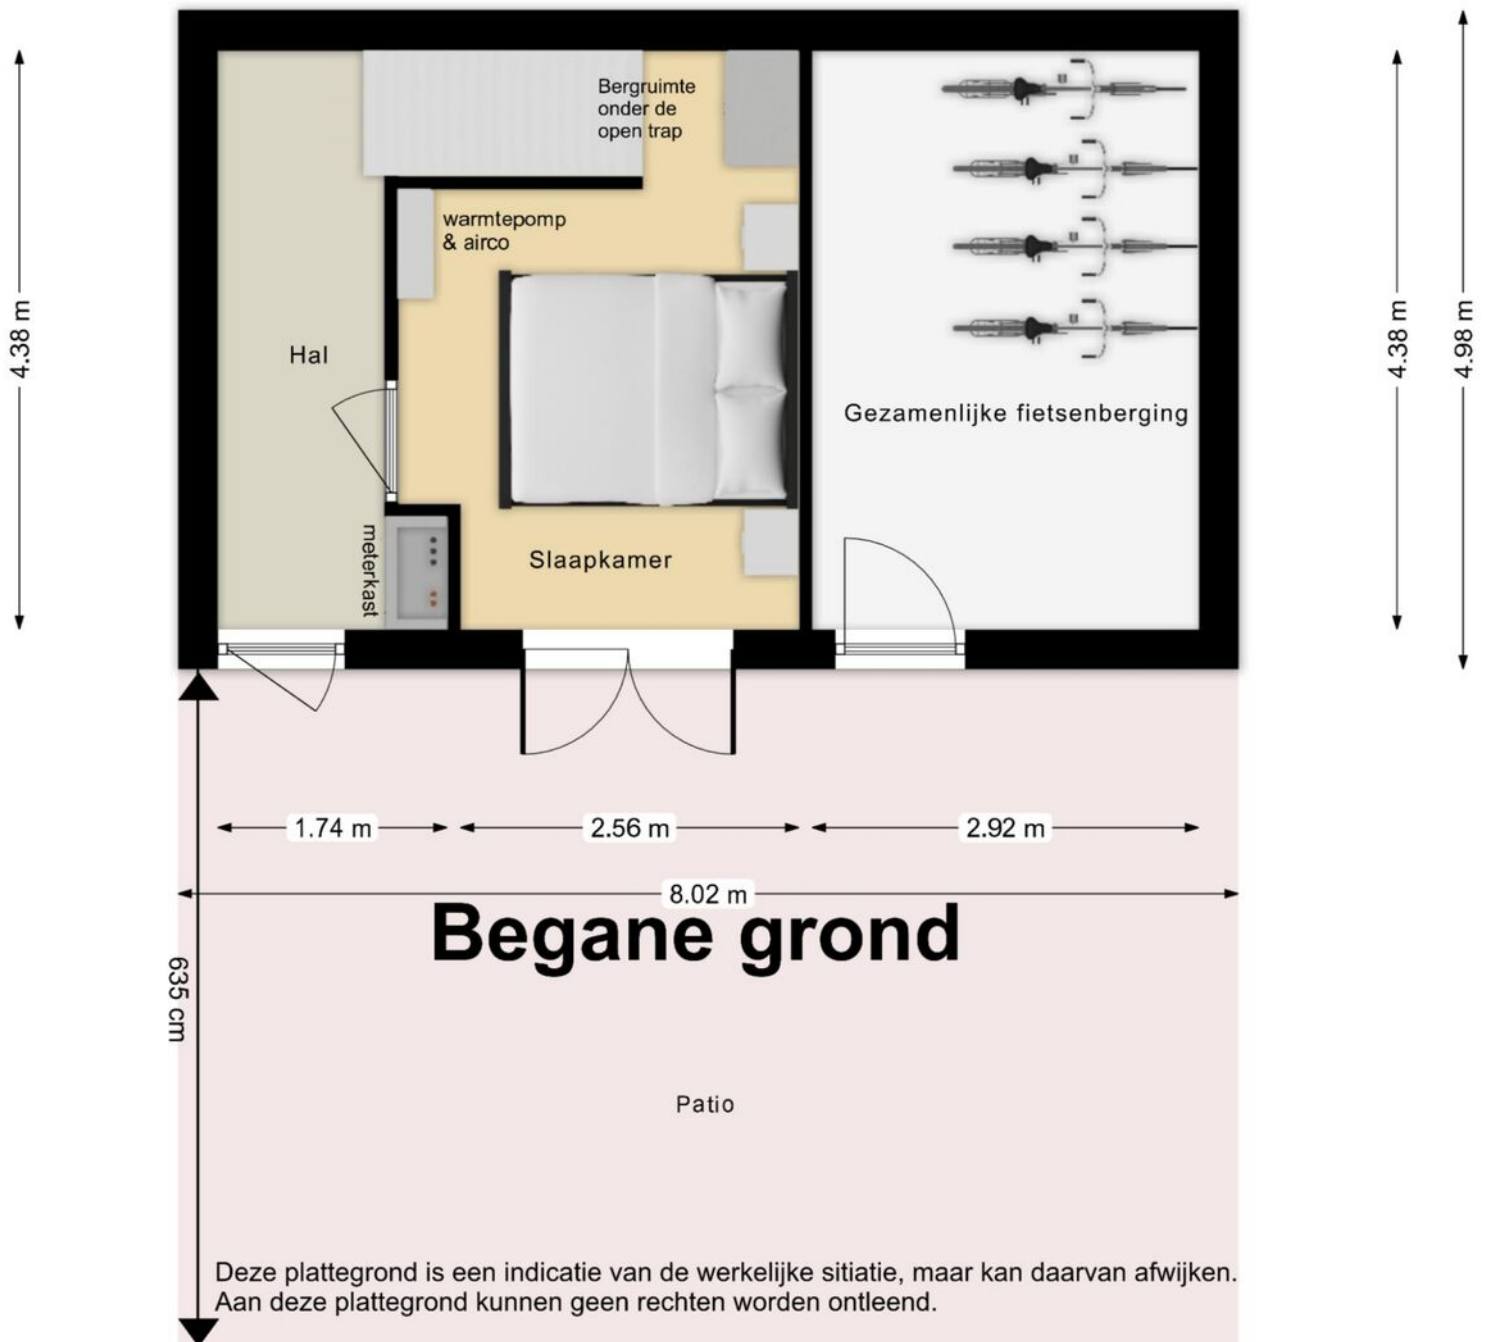 Bergruimte
onder de
open trap
warmtepomp
& airco
4.38 m
4.38 m
4.98 m
Hal
Gezamenlijke fietsenberging
meterkast
Slaapkamer
1.74 m
2.56 m
2.92 m
8.02 m
Begane grond
635 cm
Patio
Deze plattegrond is een indicatie van de werkelijke sitiatie, maar kan daarvan afwijken.
Aan deze plattegrond kunnen geen rechten worden ontleend.